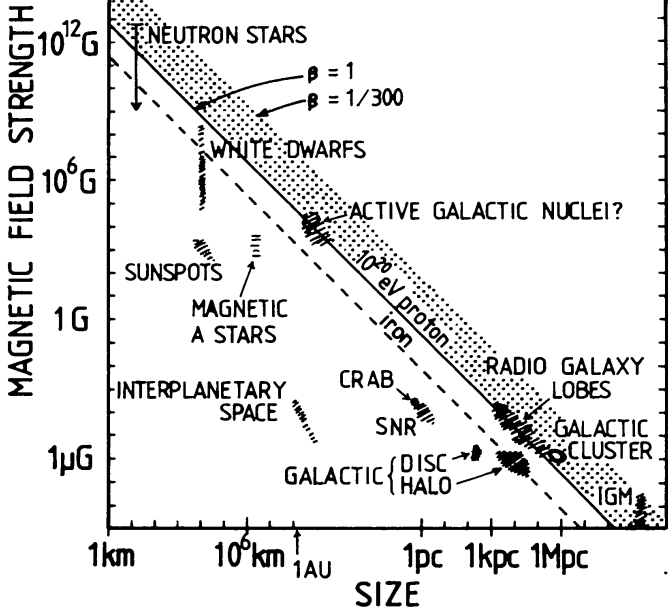 MAGNETIC FIELD STRENGTH
10¹²G
10⁶G
1G
1μG
NEUTRON STARS
β = 1
β = 1/300
WHITE DWARFS
ACTIVE GALACTIC NUCLEI?
SUNSPOTS
MAGNETIC
A STARS
10²⁰
eV proton
iron
RADIO GALAXY
LOBES
CRAB
SNR
INTERPLANETARY
SPACE
GALACTIC
CLUSTER
GALACTIC { DISC
HALO
IGM
1km
10⁶km
1AU
1pc
1kpc
1Mpc
SIZE